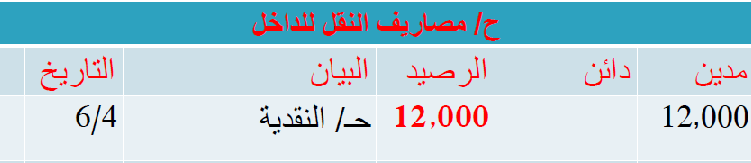 ح/ مصاريف النقل للداخل
مدين دائن الرصيد البيان التاريخ
12,000 12,000 حـ/ النقدية 6/4